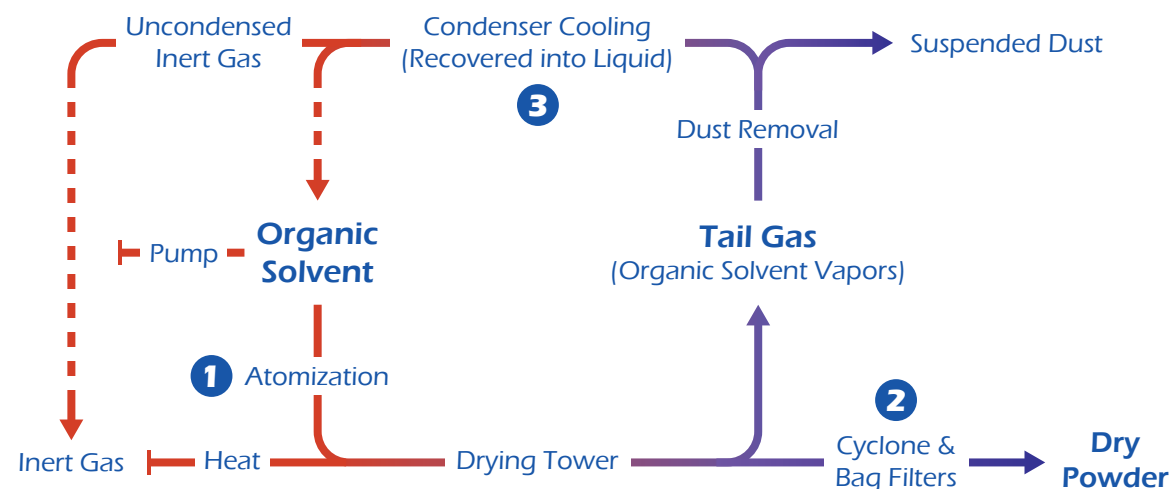 Uncondensed
Inert Gas
Condenser Cooling
(Recovered into Liquid)
3
Suspended Dust
Dust Removal
Pump
Organic
Solvent
Tail Gas
(Organic Solvent Vapors)
1 Atomization
2
Inert Gas
Heat
Drying Tower
Cyclone &
Bag Filters
Dry
Powder